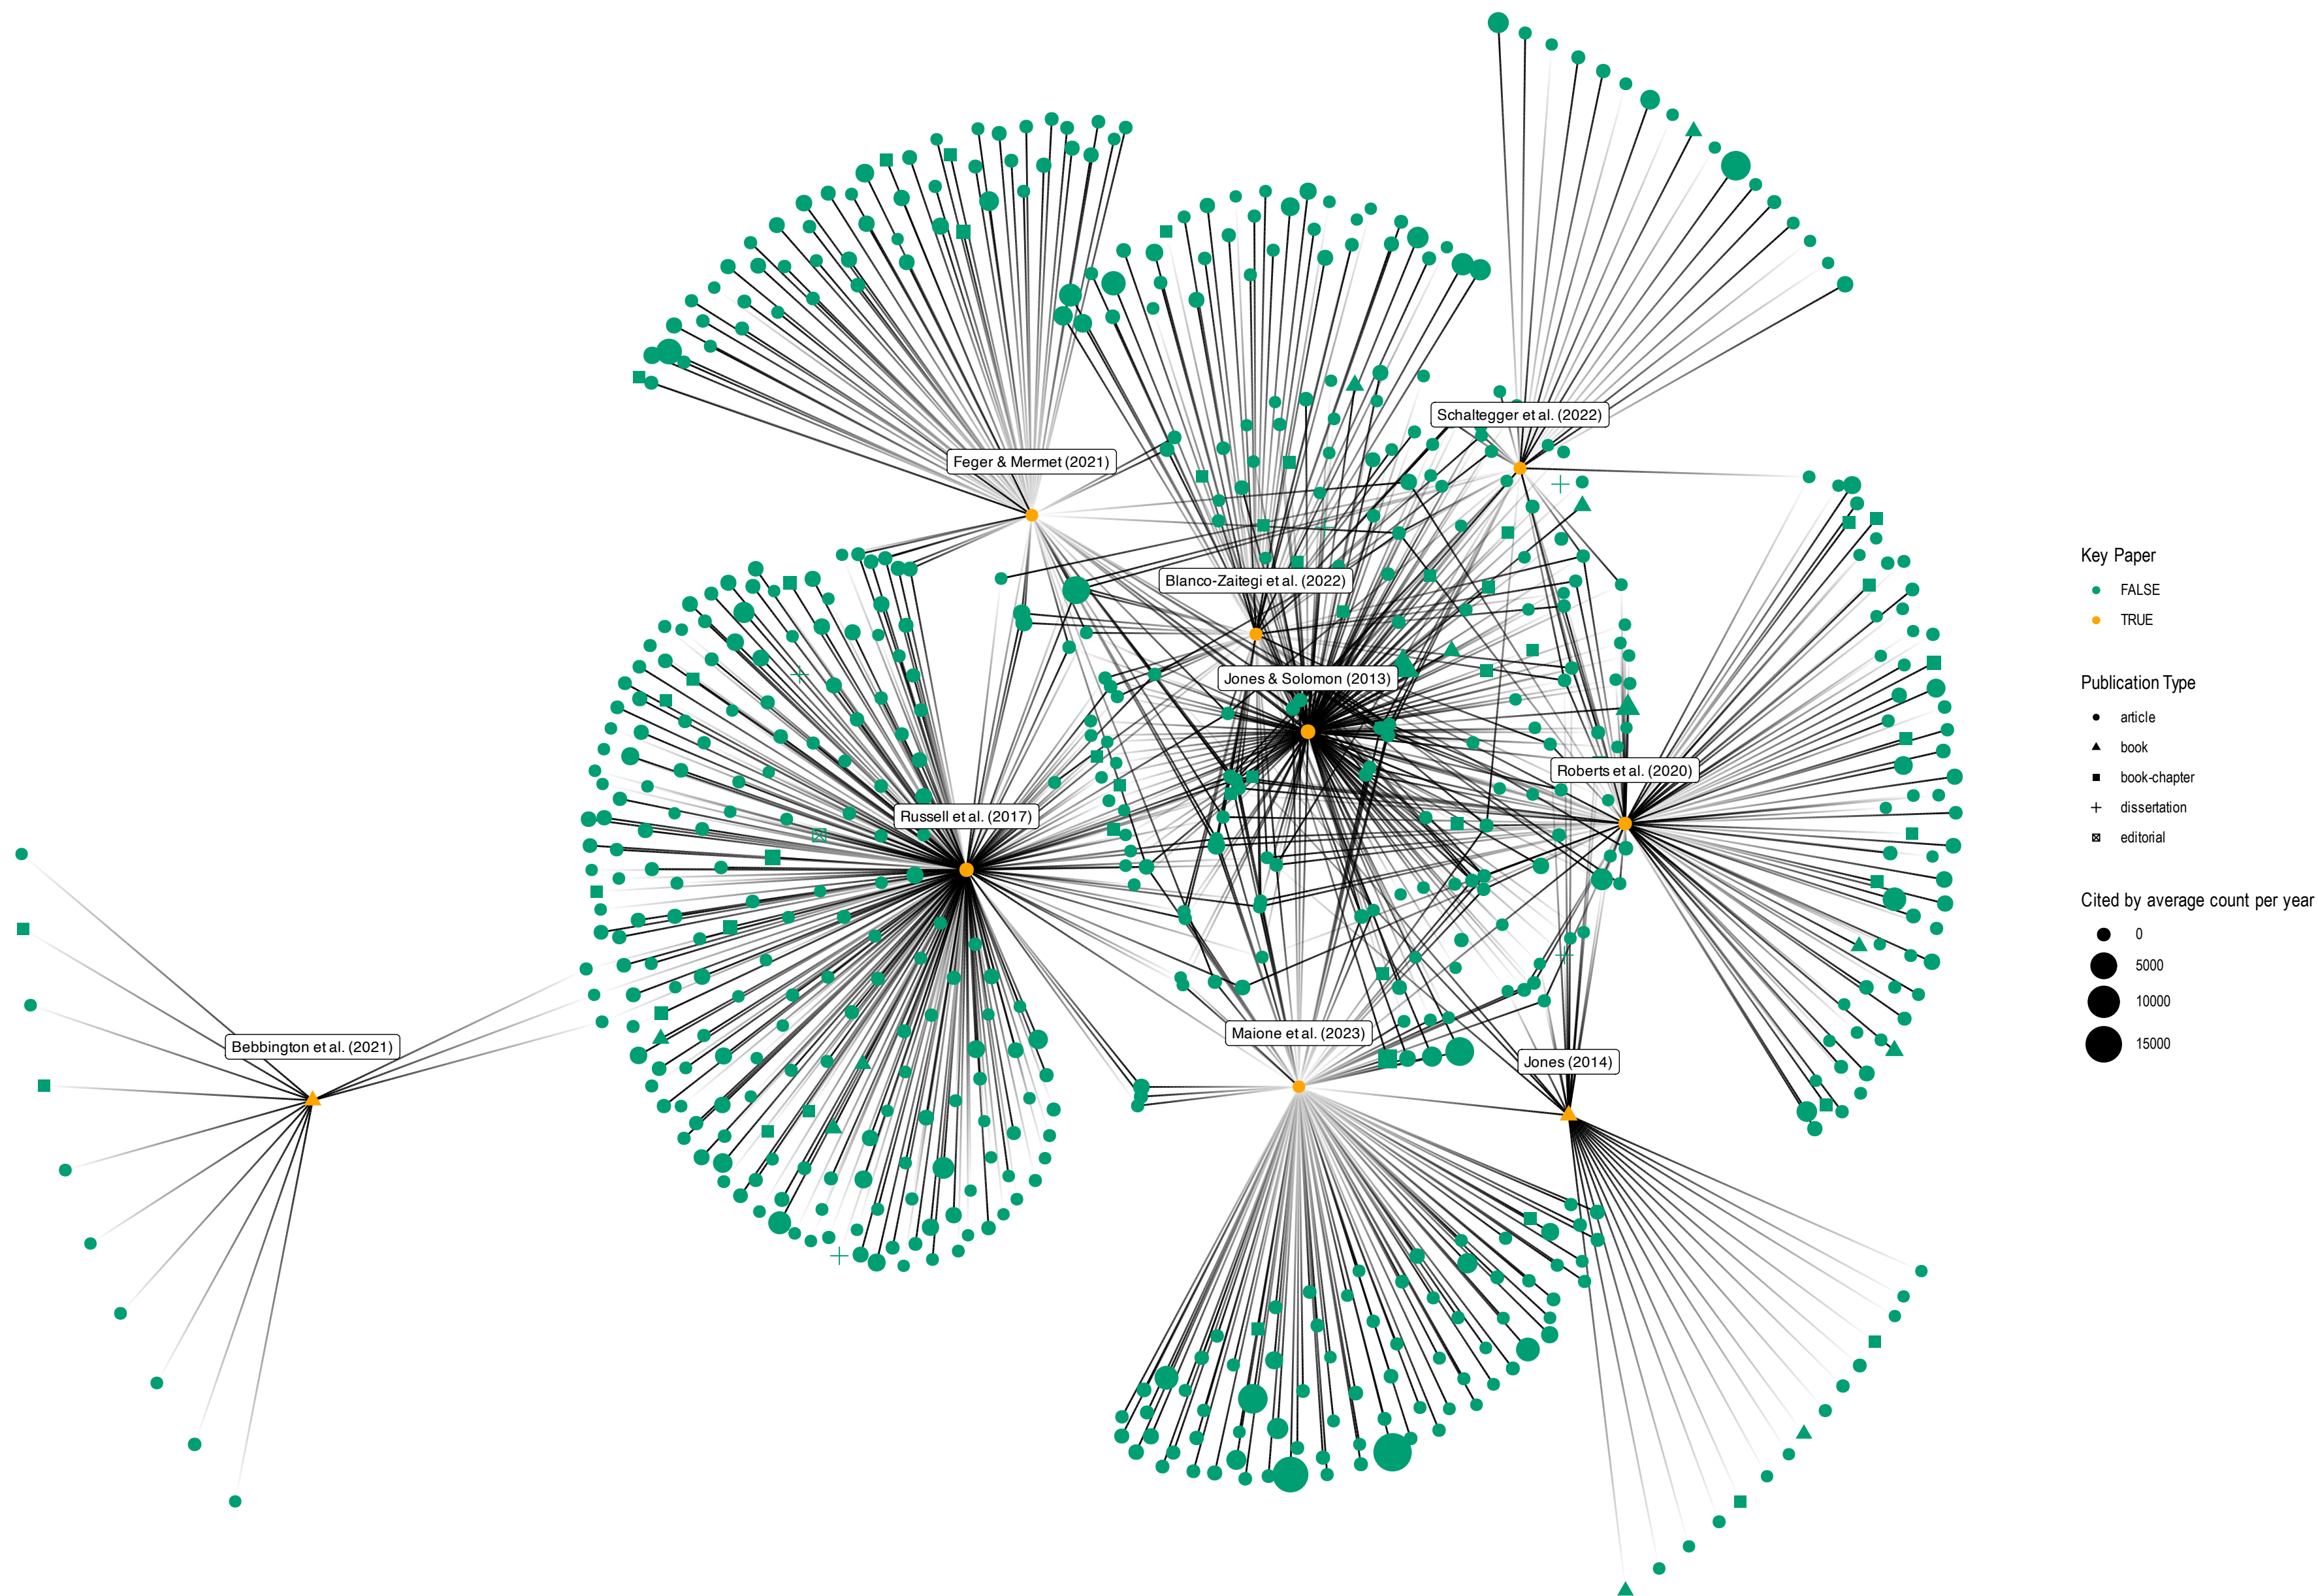 Schaltegger et al. (2022)
Feger & Mermet (2021)
Blanco-Zaitegi et al. (2022)
Jones & Solomon (2013)
Roberts et al. (2020)
Russell et al. (2017)
Maione et al. (2023)
Bebbington et al. (2021)
Jones (2014)
Key Paper
FALSE
TRUE
Publication Type
article
book
book-chapter
dissertation
editorial
Cited by average count per year
0
5000
10000
15000